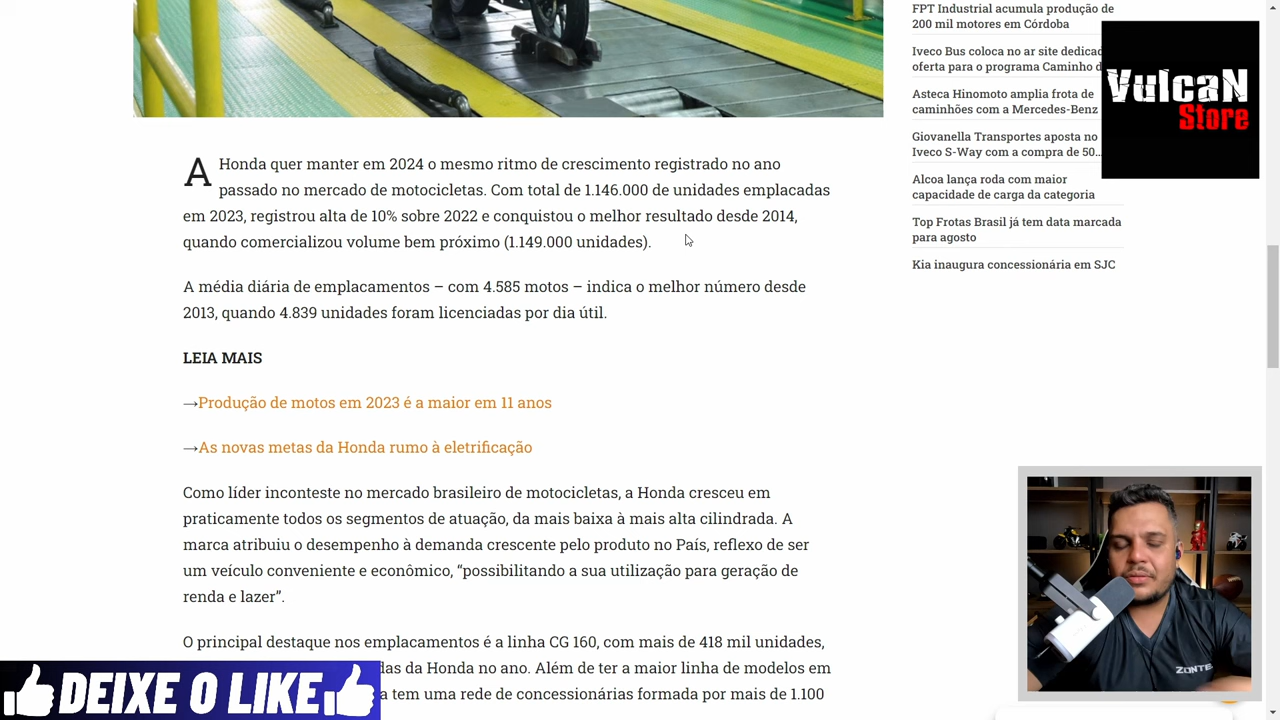 FPT Industrial acumula produção de
200 mil motores em Córdoba
Iveco Bus coloca no ar site
oferta para o programa Caminho
Asteca Hinomoto amplia frota de
caminhões com a Mercedes-Benz
Giovanella Transportes aposta no
Iveco S-Way com a compra de 50...
Alcoa lança roda com maior
capacidade de carga da categoria
Top Frotas Brasil já tem data marcada
para agosto
Kia inaugura concessionária em SJC
VulcaN
Store
A Honda quer manter em 2024 o mesmo ritmo de crescimento registrado no ano
passado no mercado de motocicletas. Com total de 1.146.000 de unidades emplacadas
em 2023, registrou alta de 10% sobre 2022 e conquistou o melhor resultado desde 2014,
quando comercializou volume bem próximo (1.149.000 unidades).
A média diária de emplacamentos – com 4.585 motos – indica o melhor número desde
2013, quando 4.839 unidades foram licenciadas por dia útil.
LEIA MAIS
→Produção de motos em 2023 é a maior em 11 anos
→As novas metas da Honda rumo à eletrificação
Como líder inconteste no mercado brasileiro de motocicletas, a Honda cresceu em
praticamente todos os segmentos de atuação, da mais baixa à mais alta cilindrada. A
marca atribuiu o desempenho à demanda crescente pelo produto no País, reflexo de ser
um veículo conveniente e econômico, “possibilitando a sua utilização para geração de
renda e lazer”.
O principal destaque nos emplacamentos é a linha CG 160, com mais de 418 mil unidades,
da Honda no ano. Além de ter a maior linha de modelos em
a tem uma rede de concessionárias formada por mais de 1.100
DEIXE O LIKE
ZONTE